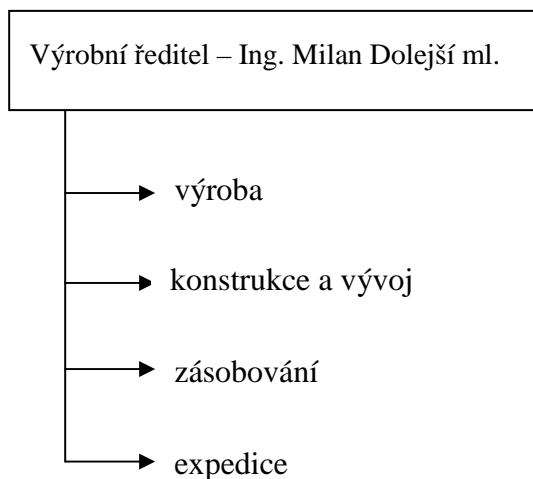 Výrobní ředitel – Ing. Milan Dolejší ml.
výroba
konstrukce a vývoj
zásobování
expedice